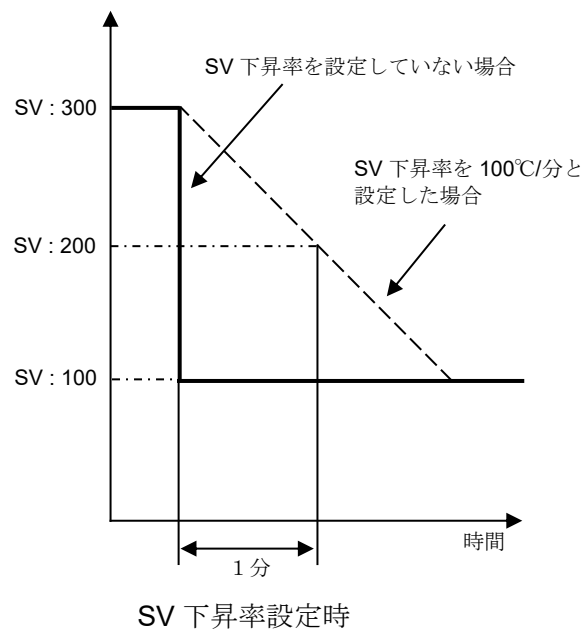 SV 下昇率を設定していない場合
SV : 300
SV 下昇率を 100℃/分と
設定した場合
SV : 200
SV : 100
時間
１分
SV 下昇率設定時